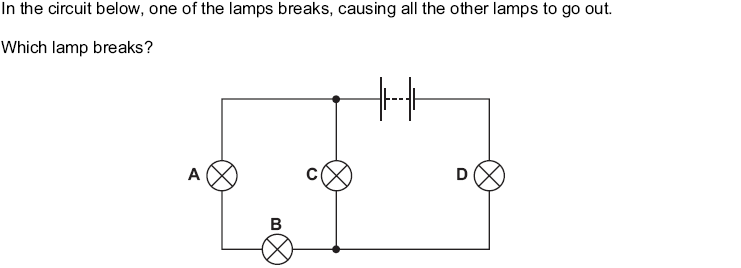 In the circuit below, one of the lamps breaks, causing all the other lamps to go out.
Which lamp breaks?
A
C
D
B